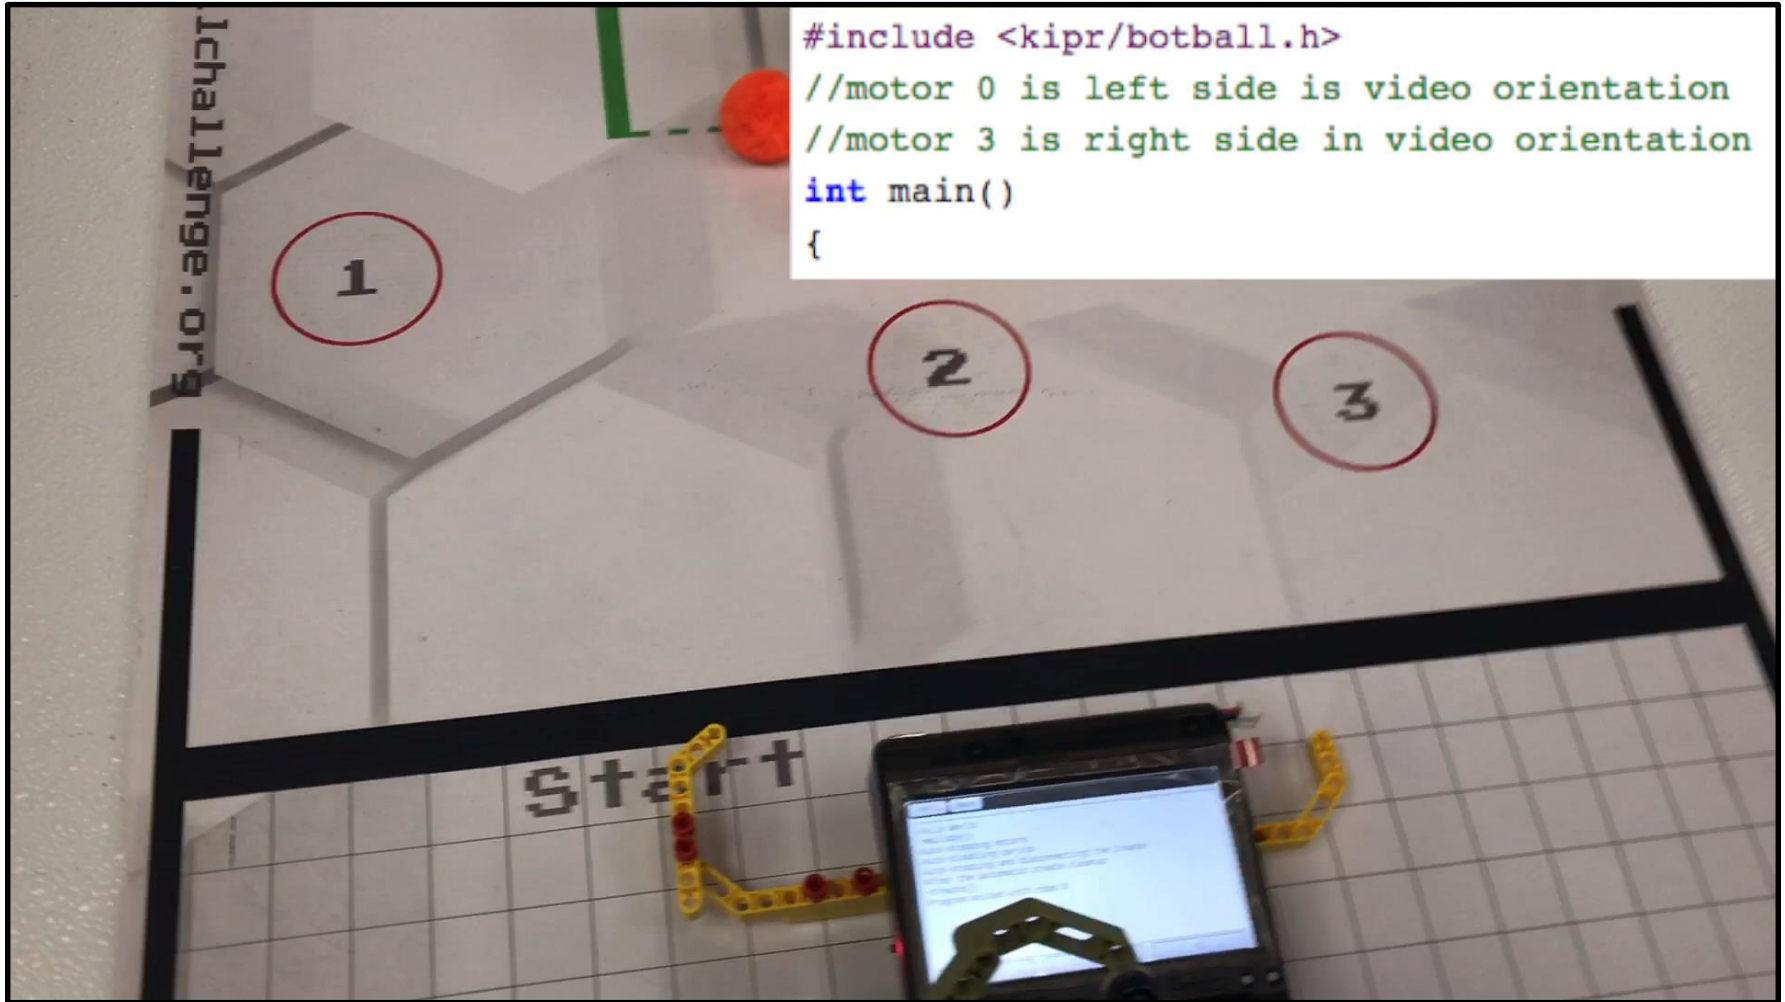 #include <kipr/botball.h>
//motor 0 is left side is video orientation
//motor 3 is right side in video orientation
int main()
{
lchallenge.org
1
2
3
Start